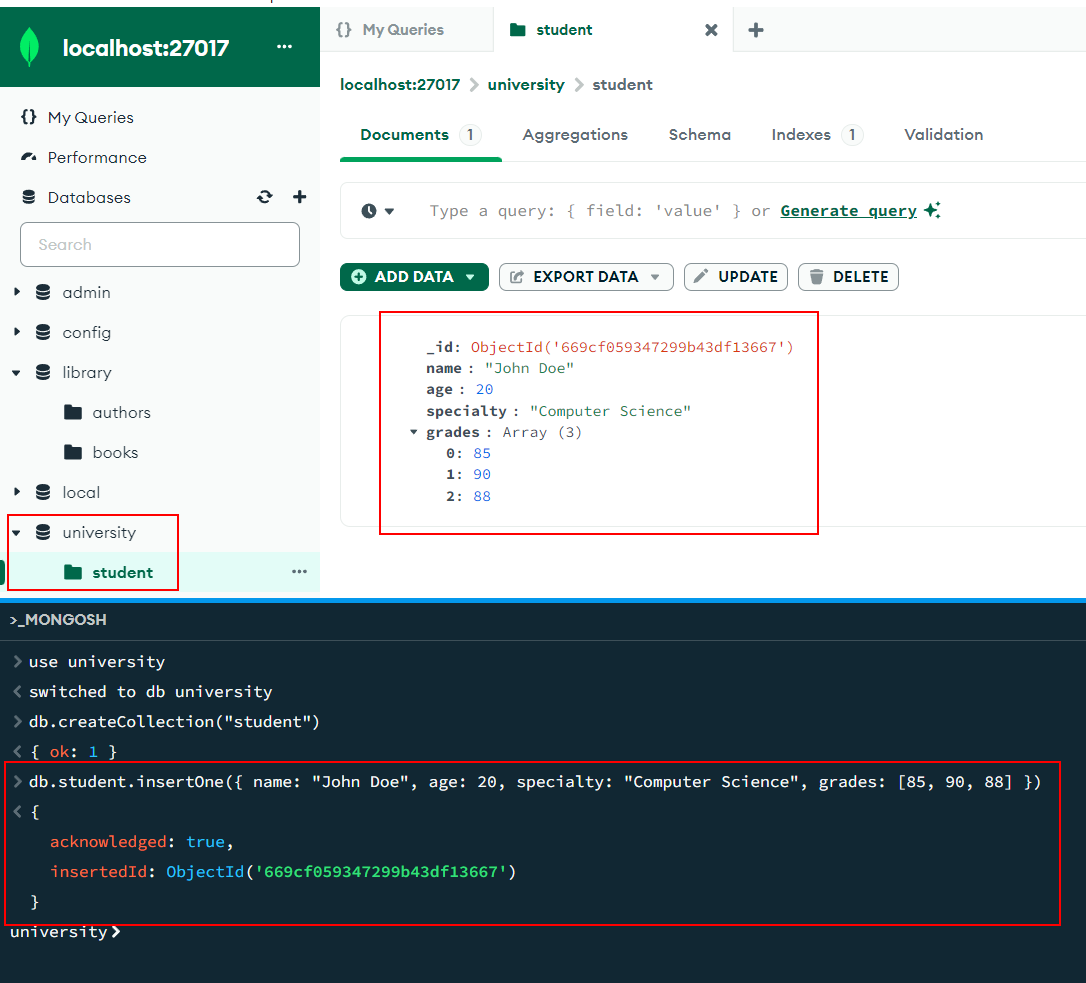 localhost:27017 ···
My Queries
Performance
Databases
Search
admin
config
library
authors
books
local
university
student ···
{} My Queries
student
localhost:27017 > university > student
Documents 1 Aggregations Schema Indexes 1 Validation
Type a query: { field: 'value' } or Generate query
ADD DATA EXPORT DATA UPDATE DELETE
_id: ObjectId('669cf059347299b43df13667')
name : "John Doe"
age : 20
specialty : "Computer Science"
grades : Array (3)
0: 85
1: 90
2: 88
>_MONGOSH
> use university
< switched to db university
> db.createCollection("student")
< { ok: 1 }
> db.student.insertOne({ name: "John Doe", age: 20, specialty: "Computer Science", grades: [85, 90, 88] })
< {
acknowledged: true,
insertedId: ObjectId('669cf059347299b43df13667')
}
university>